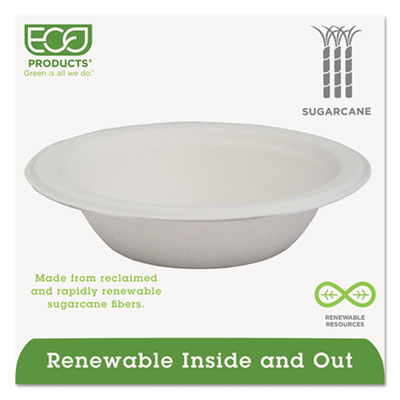 ECO
PRODUCTS®
Green is all we do.™
SUGARCANE
Made from reclaimed
and rapidly renewable
sugarcane fibers.
RENEWABLE
RESOURCES
Renewable Inside and Out